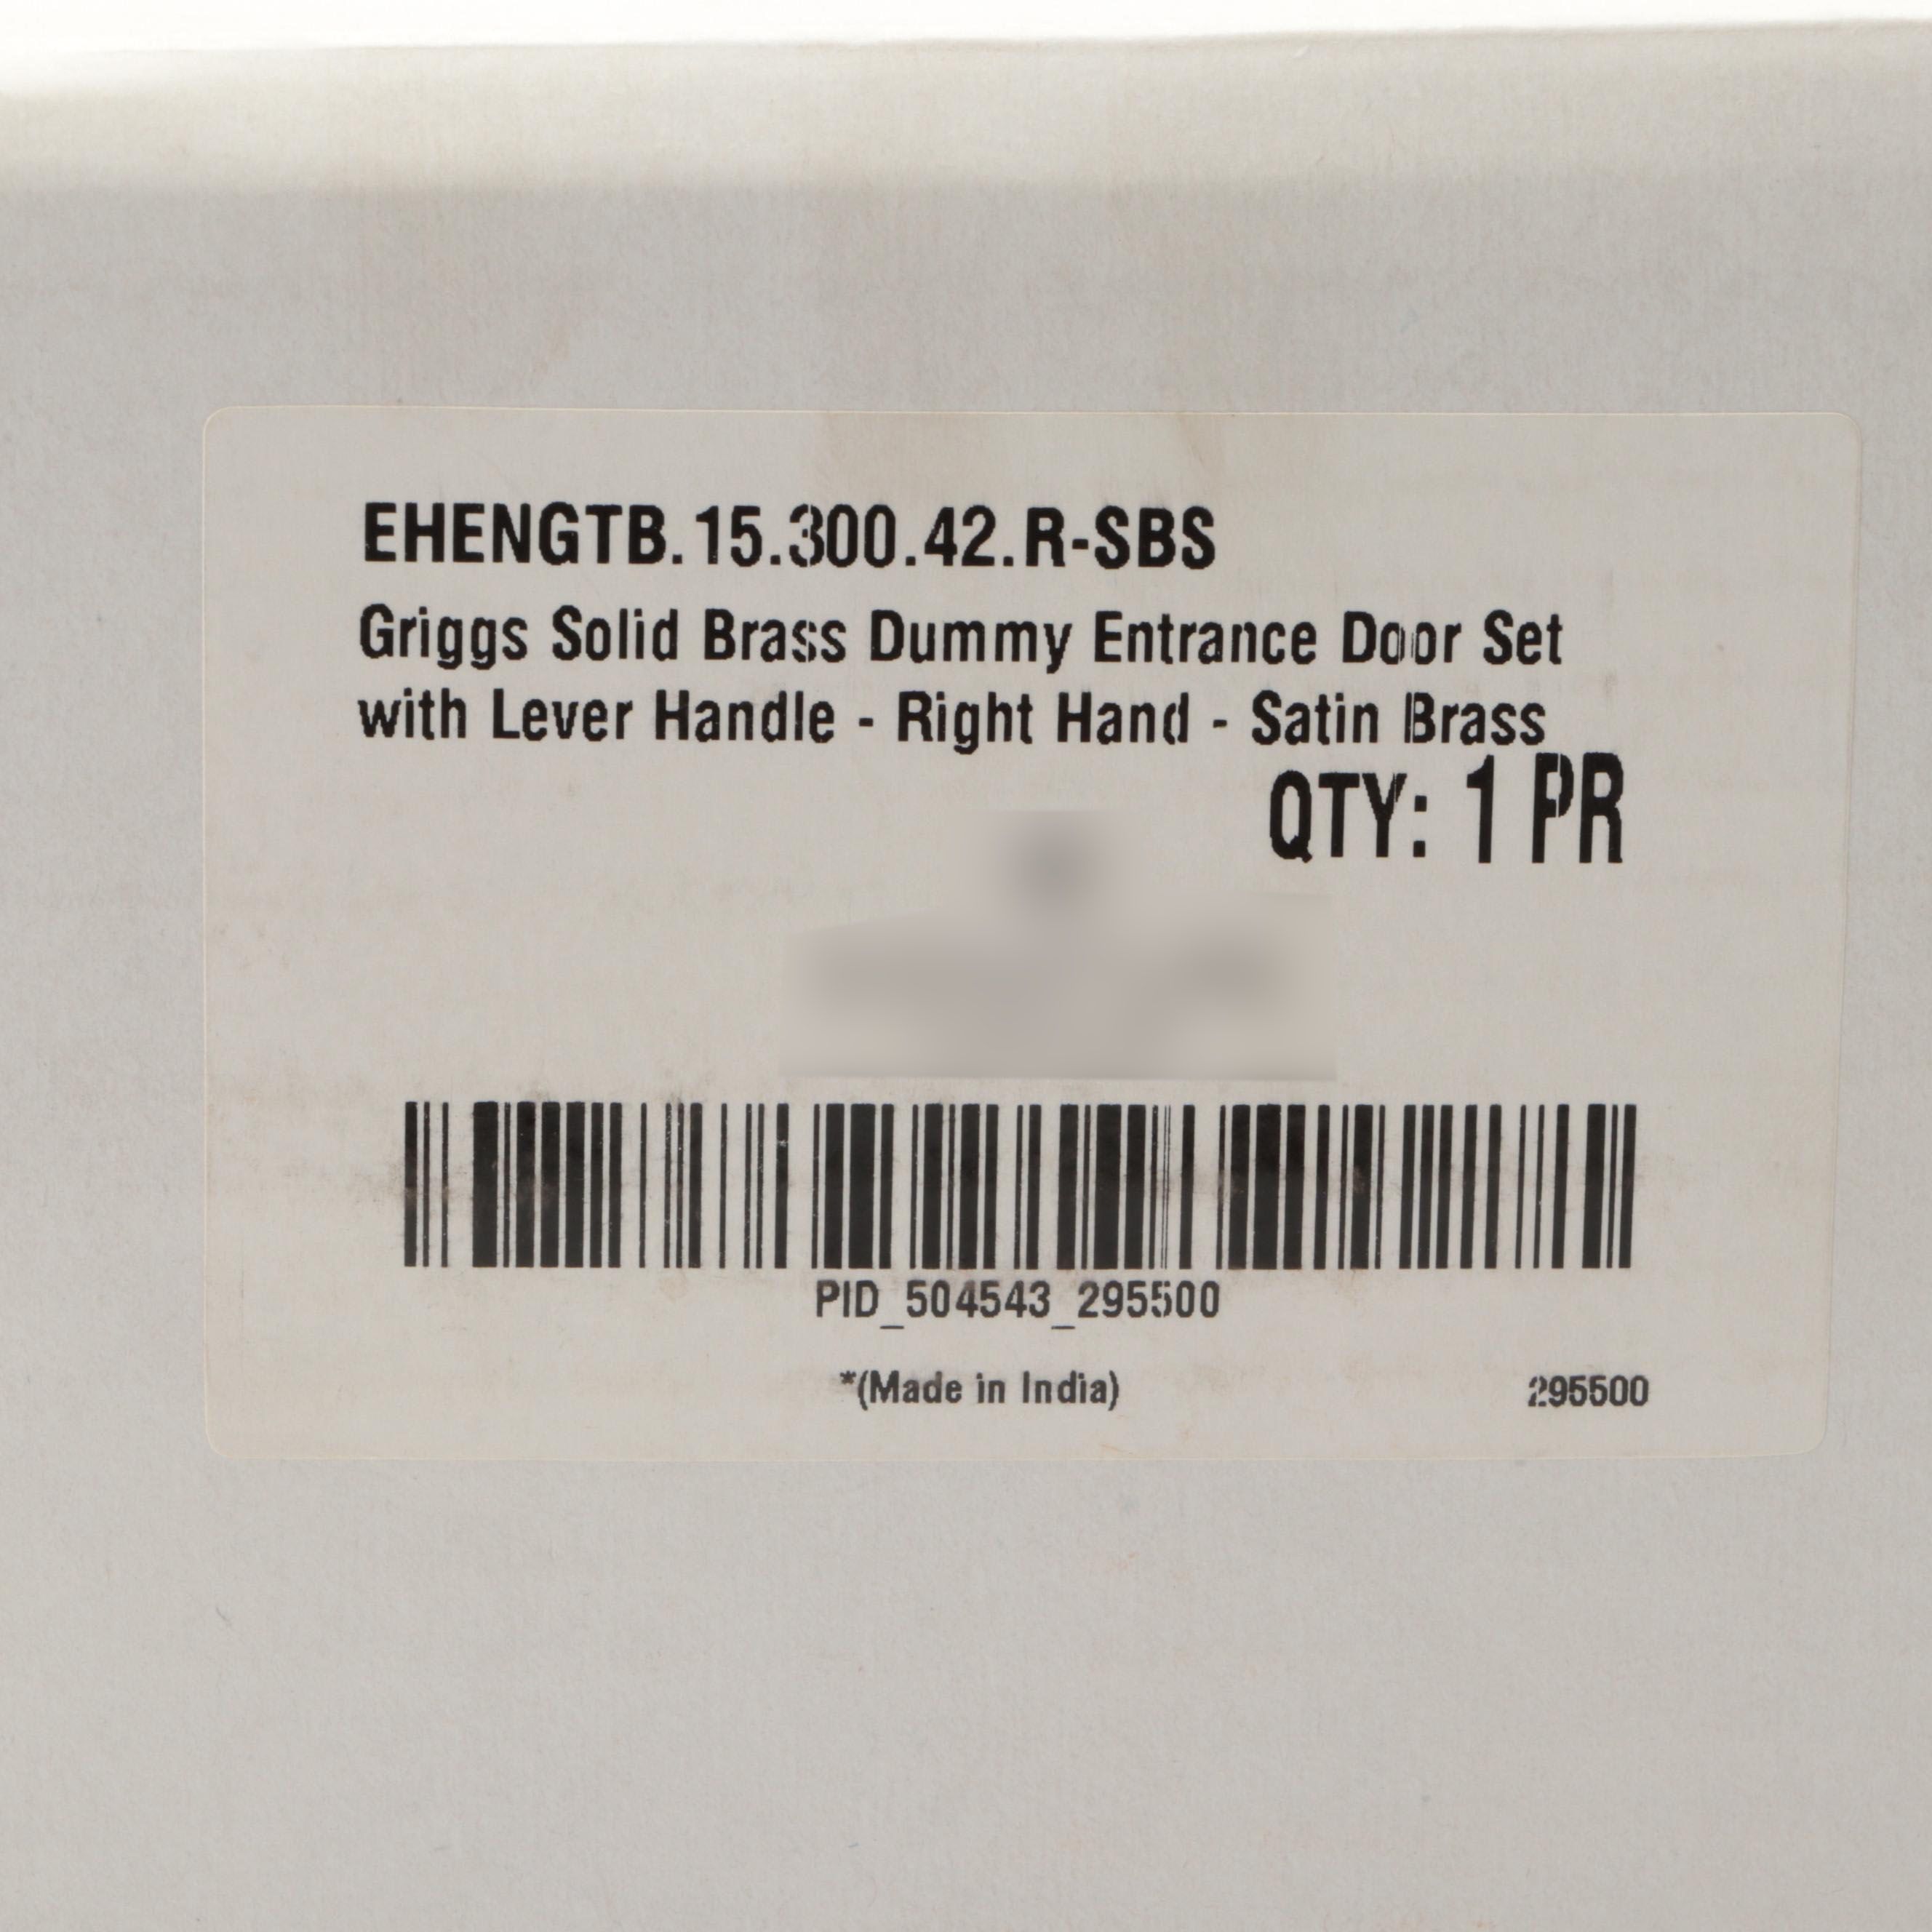 EHENGTB.15.300.42.R-SBS
Griggs Solid Brass Dummy Entrance Door Set
with Lever Handle - Right Hand - Satin Brass
QTY: 1 PR
PID_504543_295500
*(Made in India)
295500